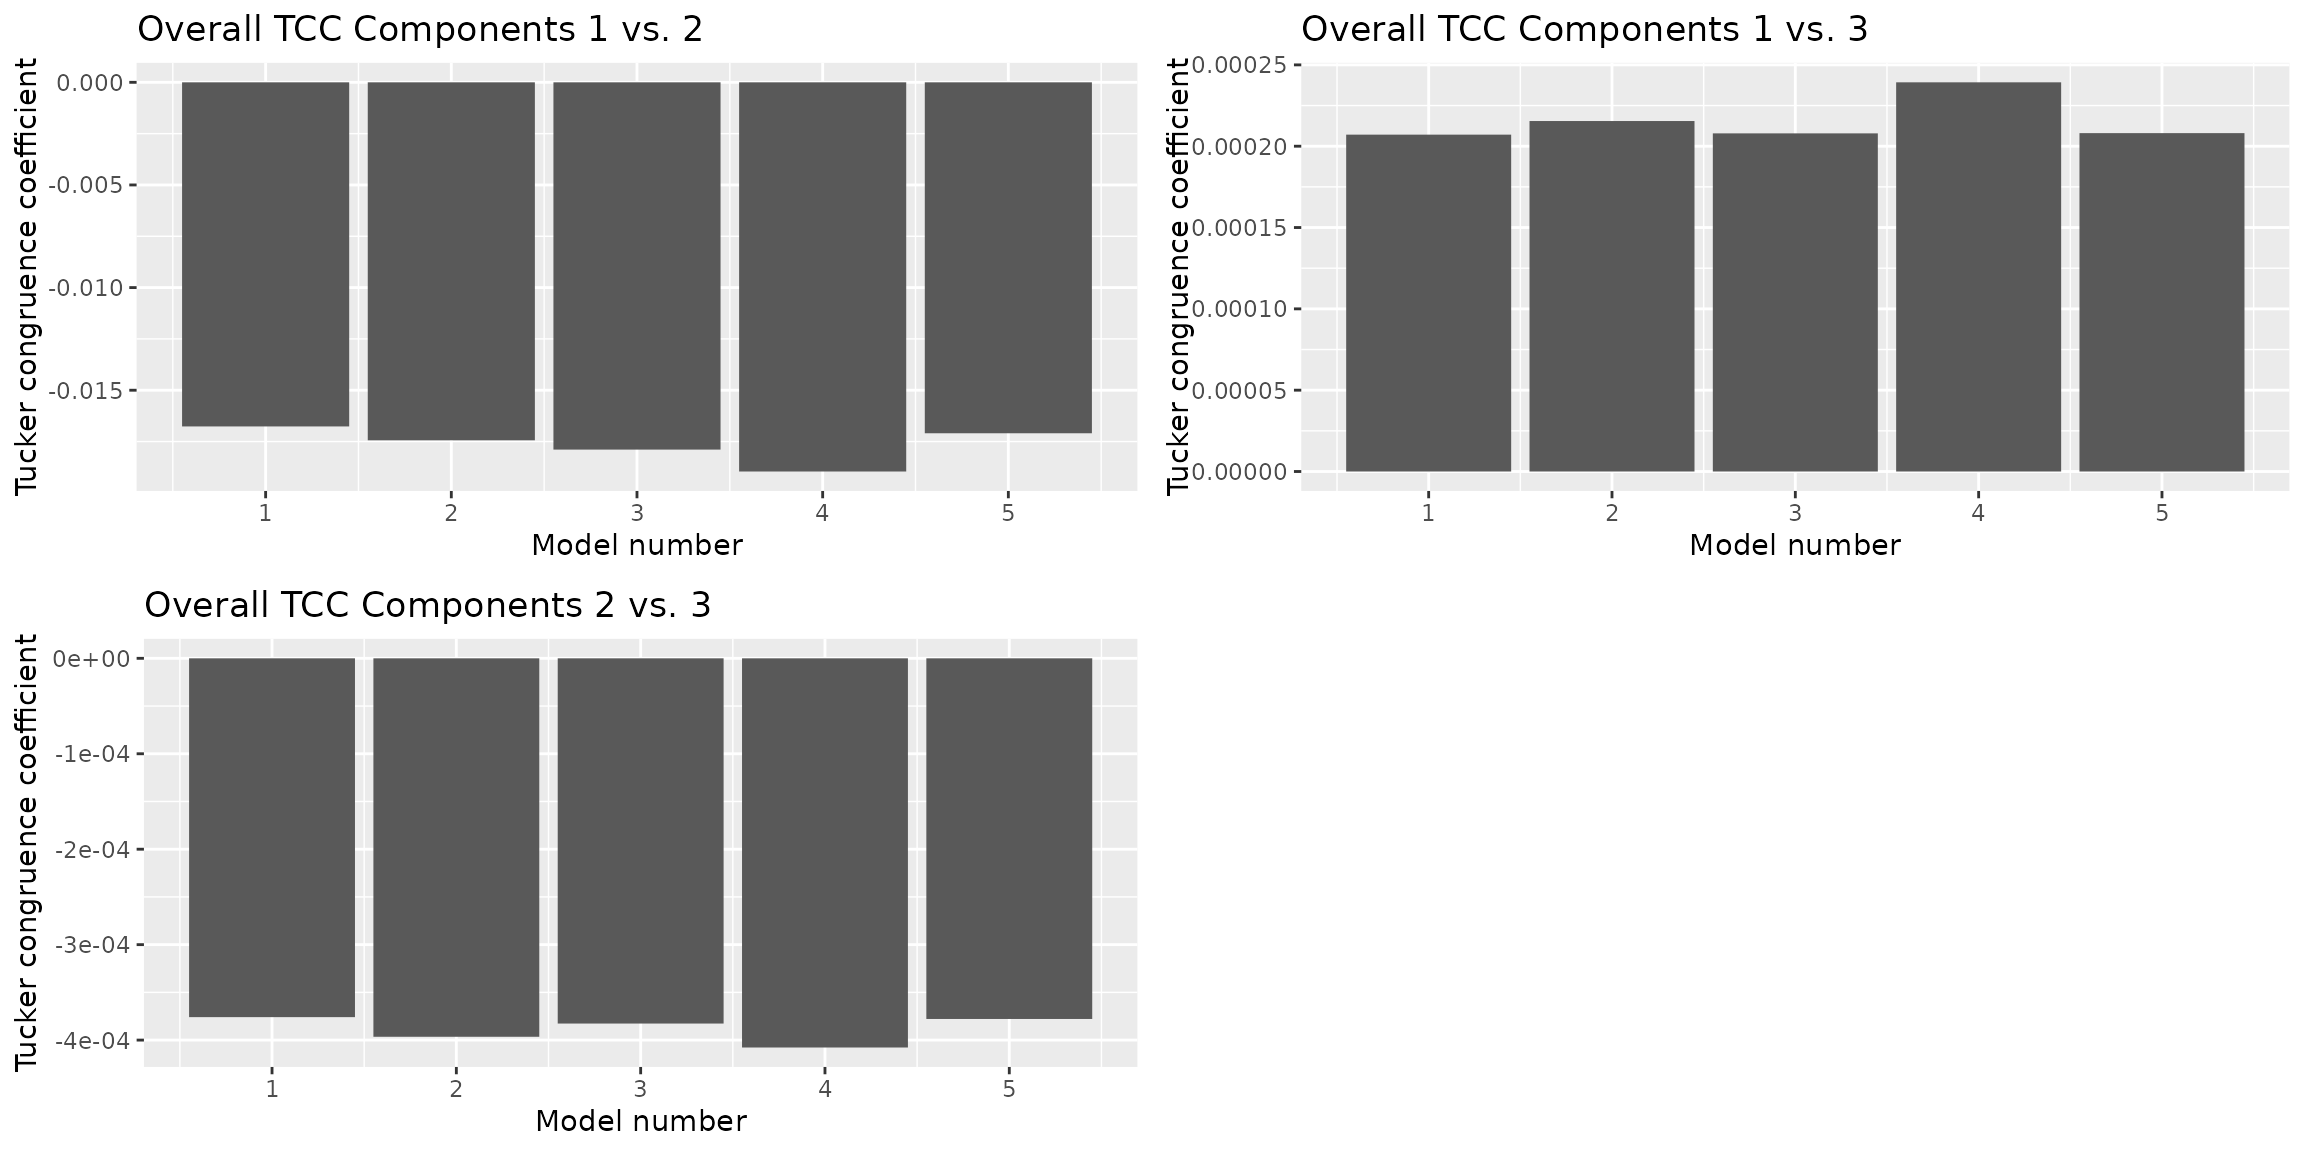 Overall TCC Components 1 vs. 2
Tucker congruence coefficient
0.000
-0.005
-0.010
-0.015
1 2 3 4 5
Model number
Overall TCC Components 1 vs. 3
Tucker congruence coefficient
0.00025
0.00020
0.00015
0.00010
0.00005
0.00000
1 2 3 4 5
Model number
Overall TCC Components 2 vs. 3
Tucker congruence coefficient
0e+00
-1e-04
-2e-04
-3e-04
-4e-04
1 2 3 4 5
Model number